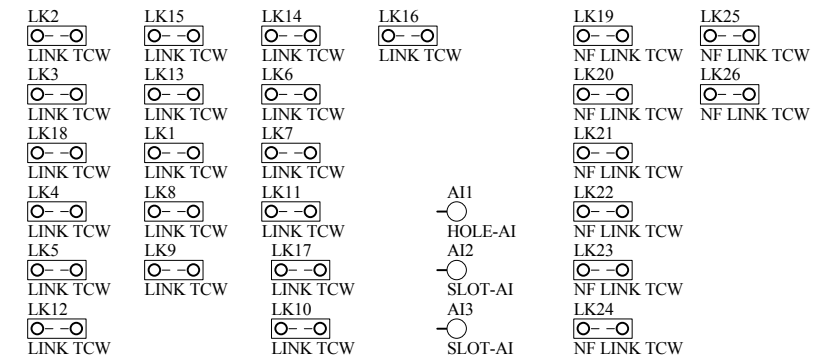 LK2 LK15 LK14 LK16 LK19 LK25
LINK TCW LINK TCW LINK TCW LINK TCW NF LINK TCW NF LINK TCW
LK3 LK13 LK6 LK20 LK26
LINK TCW LINK TCW LINK TCW NF LINK TCW NF LINK TCW
LK18 LK1 LK7 LK21
LINK TCW LINK TCW LINK TCW NF LINK TCW
LK4 LK8 LK11 AI1 LK22
LINK TCW LINK TCW LINK TCW HOLE-AI NF LINK TCW
LK5 LK9 LK17 AI2 LK23
LINK TCW LINK TCW LINK TCW SLOT-AI NF LINK TCW
LK12 LK10 AI3 LK24
LINK TCW LINK TCW SLOT-AI NF LINK TCW